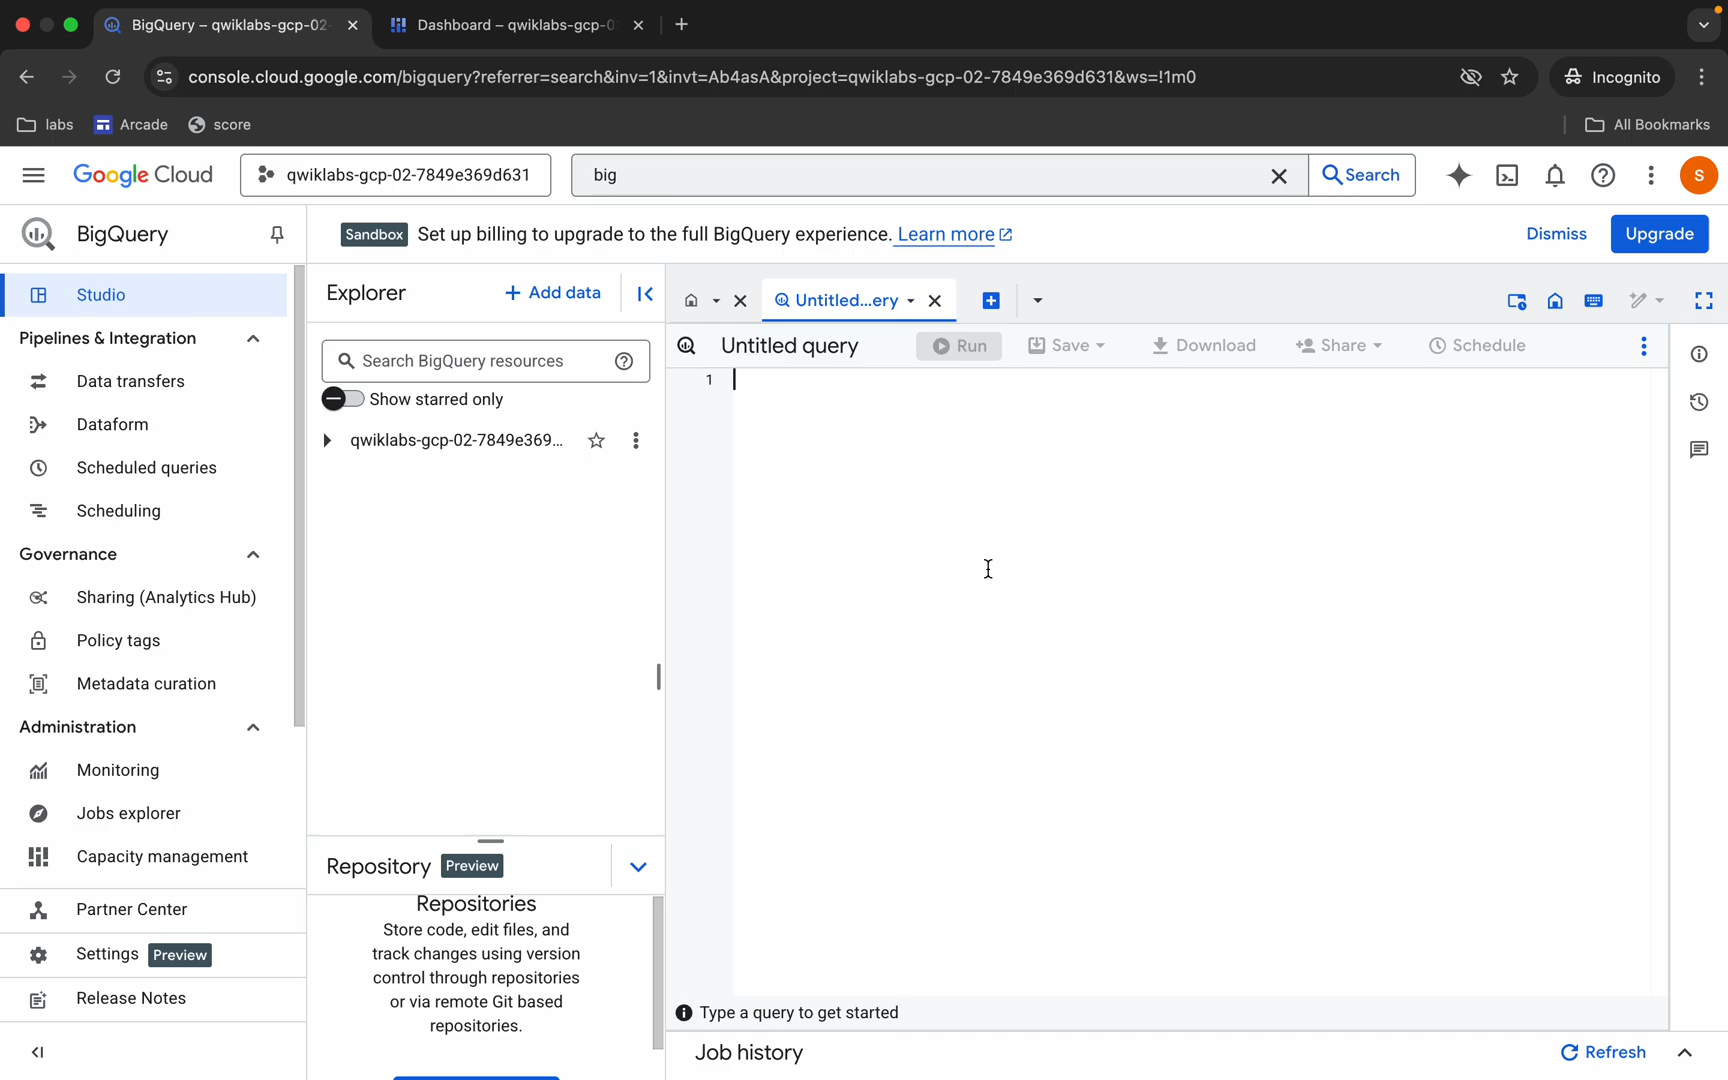 BigQuery – qwiklabs-gcp-02-
Dashboard – qwiklabs-gcp-0
console.cloud.google.com/bigquery?referrer=search&inv=1&invt=Ab4asA&project=qwiklabs-gcp-02-7849e369d631&ws=!1m0
Incognito
labs
Arcade
score
All Bookmarks
Google Cloud
qwiklabs-gcp-02-7849e369d631
big
Search
S
BigQuery
Sandbox Set up billing to upgrade to the full BigQuery experience. Learn more
Dismiss
Upgrade
Studio
Pipelines & Integration
Data transfers
Dataform
Scheduled queries
Scheduling
Governance
Sharing (Analytics Hub)
Policy tags
Metadata curation
Administration
Monitoring
Jobs explorer
Capacity management
Partner Center
Settings Preview
Release Notes
Explorer
+ Add data
Search BigQuery resources
Show starred only
qwiklabs-gcp-02-7849e369...
Repository Preview
Repositories
Store code, edit files, and
track changes using version
control through repositories
or via remote Git based
repositories.
Untitled...ery
Untitled query
Run
Save
Download
Share
Schedule
1
Type a query to get started
Job history
Refresh